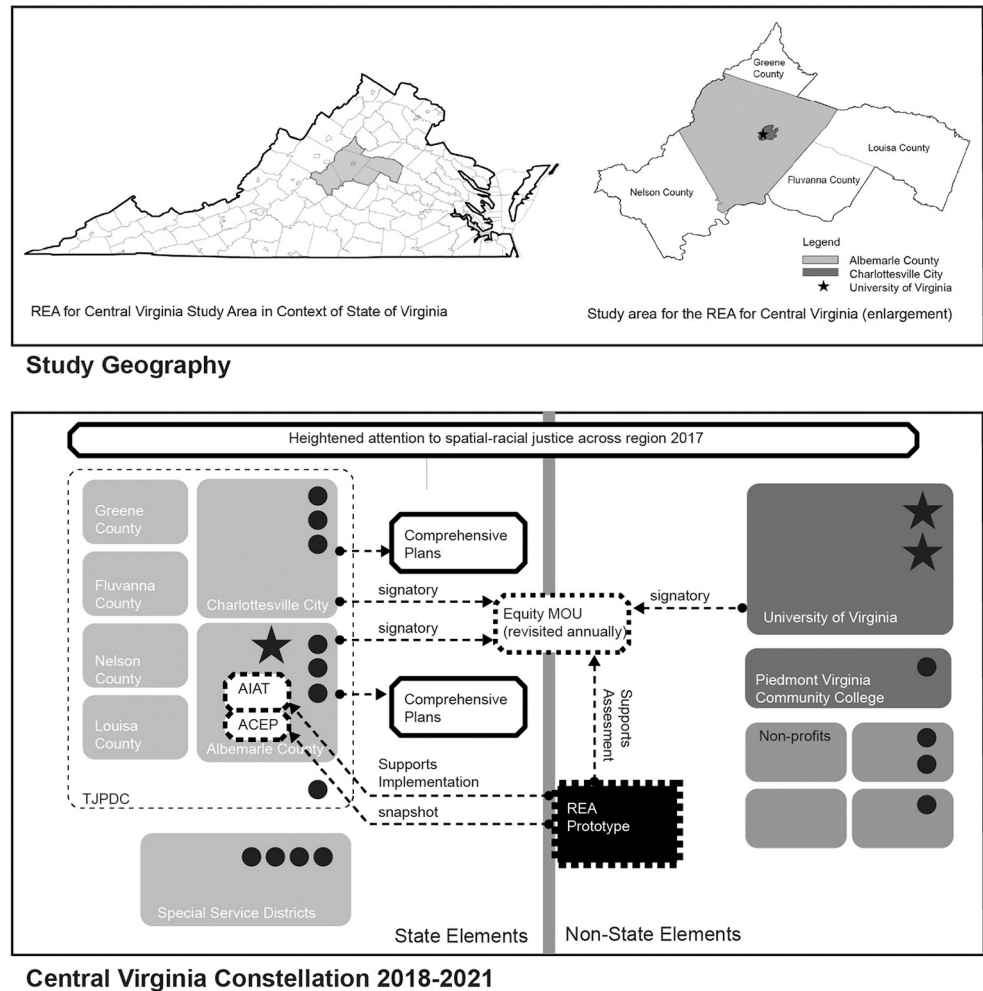 Greene
County
Louisa County
Nelson County
Fluvanna County
Legend
Albemarle County
Charlottesville City
University of Virginia
REA for Central Virginia Study Area in Context of State of Virginia
Study area for the REA for Central Virginia (enlargement)
Study Geography
Heightened attention to spatial-racial justice across region 2017
Greene
County
Fluvanna
County
Nelson
County
Louisa
County
Charlottesville City
AIAT
ACEP
Albemarle County
TJPDC
Comprehensive
Plans
signatory
signatory
Equity MOU
(revisited annually)
signatory
Comprehensive
Plans
Supports
Implementation
snapshot
Supports
Assesment
REA
Prototype
University of Virginia
Piedmont Virginia
Community College
Non-profits
Special Service Districts
State Elements
Non-State Elements
Central Virginia Constellation 2018-2021